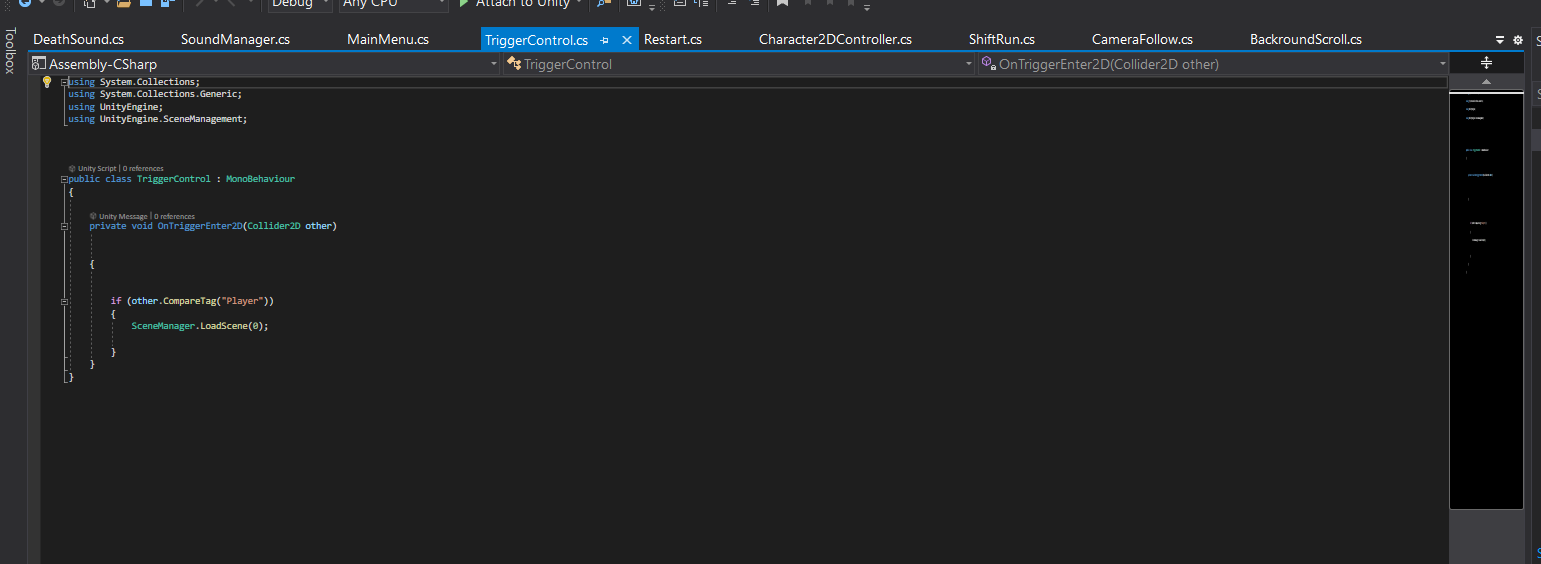 Debug Any CPU Attach to Unity
Toolbox
DeathSound.cs SoundManager.cs MainMenu.cs TriggerControl.cs Restart.cs Character2DController.cs ShiftRun.cs CameraFollow.cs BackroundScroll.cs
Assembly-CSharp TriggerControl OnTriggerEnter2D(Collider2D other)
using System.Collections;
using System.Collections.Generic;
using UnityEngine;
using UnityEngine.SceneManagement;
Unity Script | 0 references
public class TriggerControl : MonoBehaviour
{
Unity Message | 0 references
private void OnTriggerEnter2D(Collider2D other)
{
if (other.CompareTag("Player"))
{
SceneManager.LoadScene(0);
}
}
}